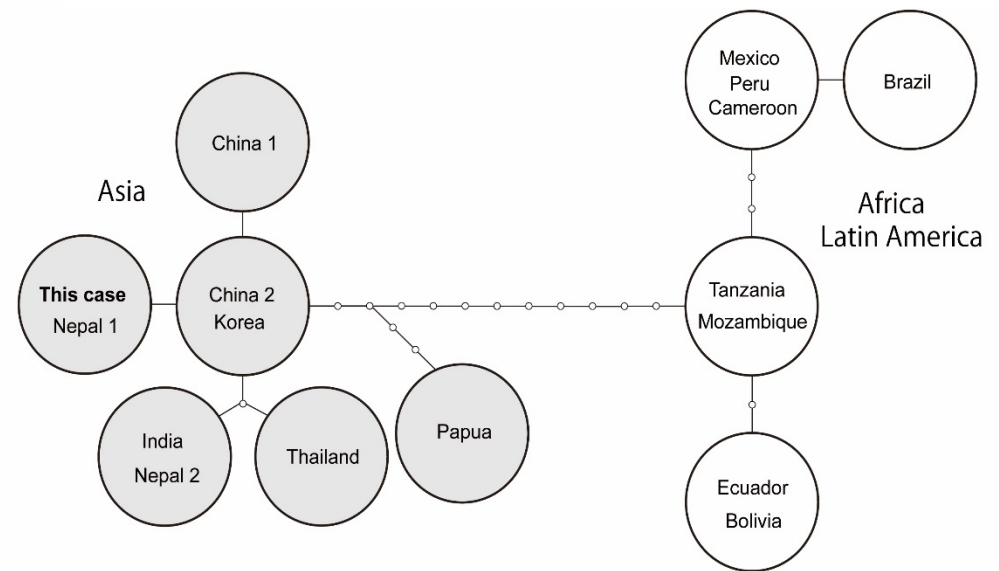 Mexico
Peru
Cameroon
Brazil
China 1
Asia
Africa
Latin America
This case
Nepal 1
China 2
Korea
Tanzania
Mozambique
India
Nepal 2
Thailand
Papua
Ecuador
Bolivia